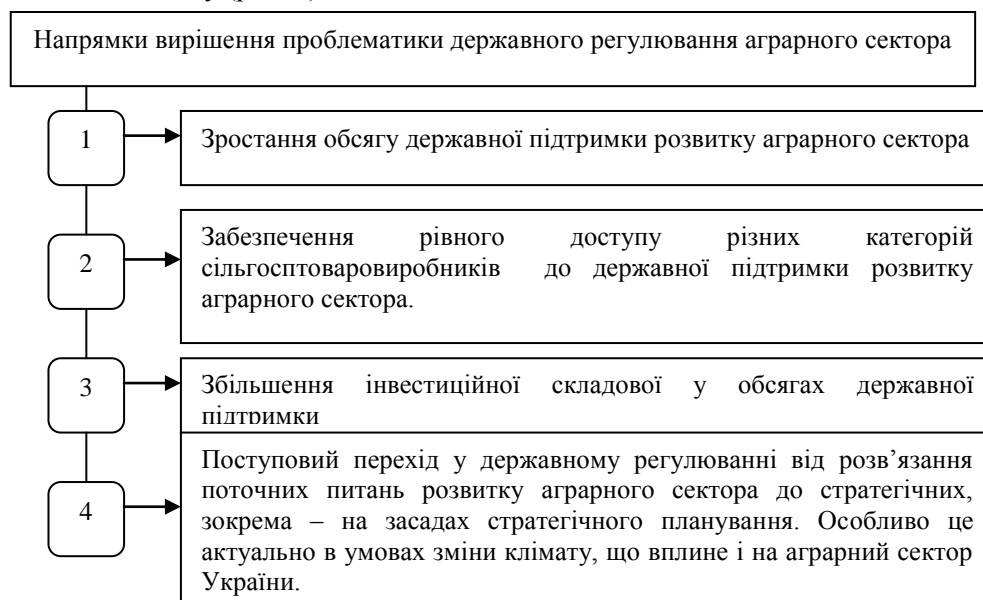 Напрямки вирішення проблематики державного регулювання аграрного сектора
1
Зростання обсягу державної підтримки розвитку аграрного сектора
2
Забезпечення рівного доступу різних категорій
сільгосптоваровиробників до державної підтримки розвитку
аграрного сектора.
3
Збільшення інвестиційної складової у обсягах державної
підтримки
4
Поступовий перехід у державному регулюванні від розв’язання
поточних питань розвитку аграрного сектора до стратегічних,
зокрема – на засадах стратегічного планування. Особливо це
актуально в умовах зміни клімату, що вплине і на аграрний сектор
України.